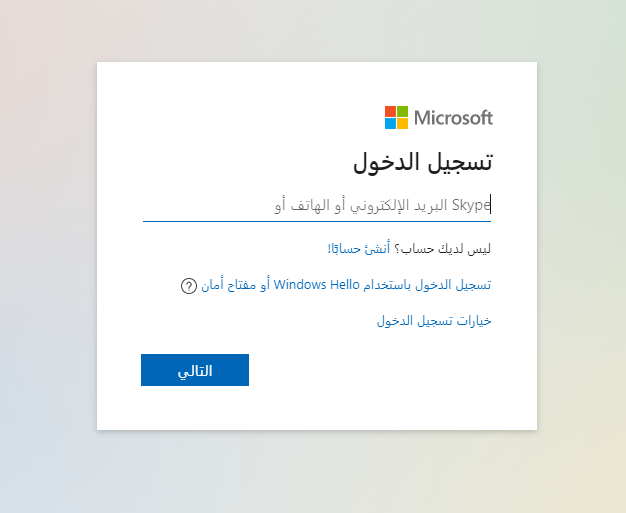 Microsoft
تسجيل الدخول
البريد الإلكتروني أو الهاتف أو Skype
ليس لديك حساب؟ أنشئ حسابًا!
تسجيل الدخول باستخدام Windows Hello أو مفتاح أمان ?
خيارات تسجيل الدخول
التالي